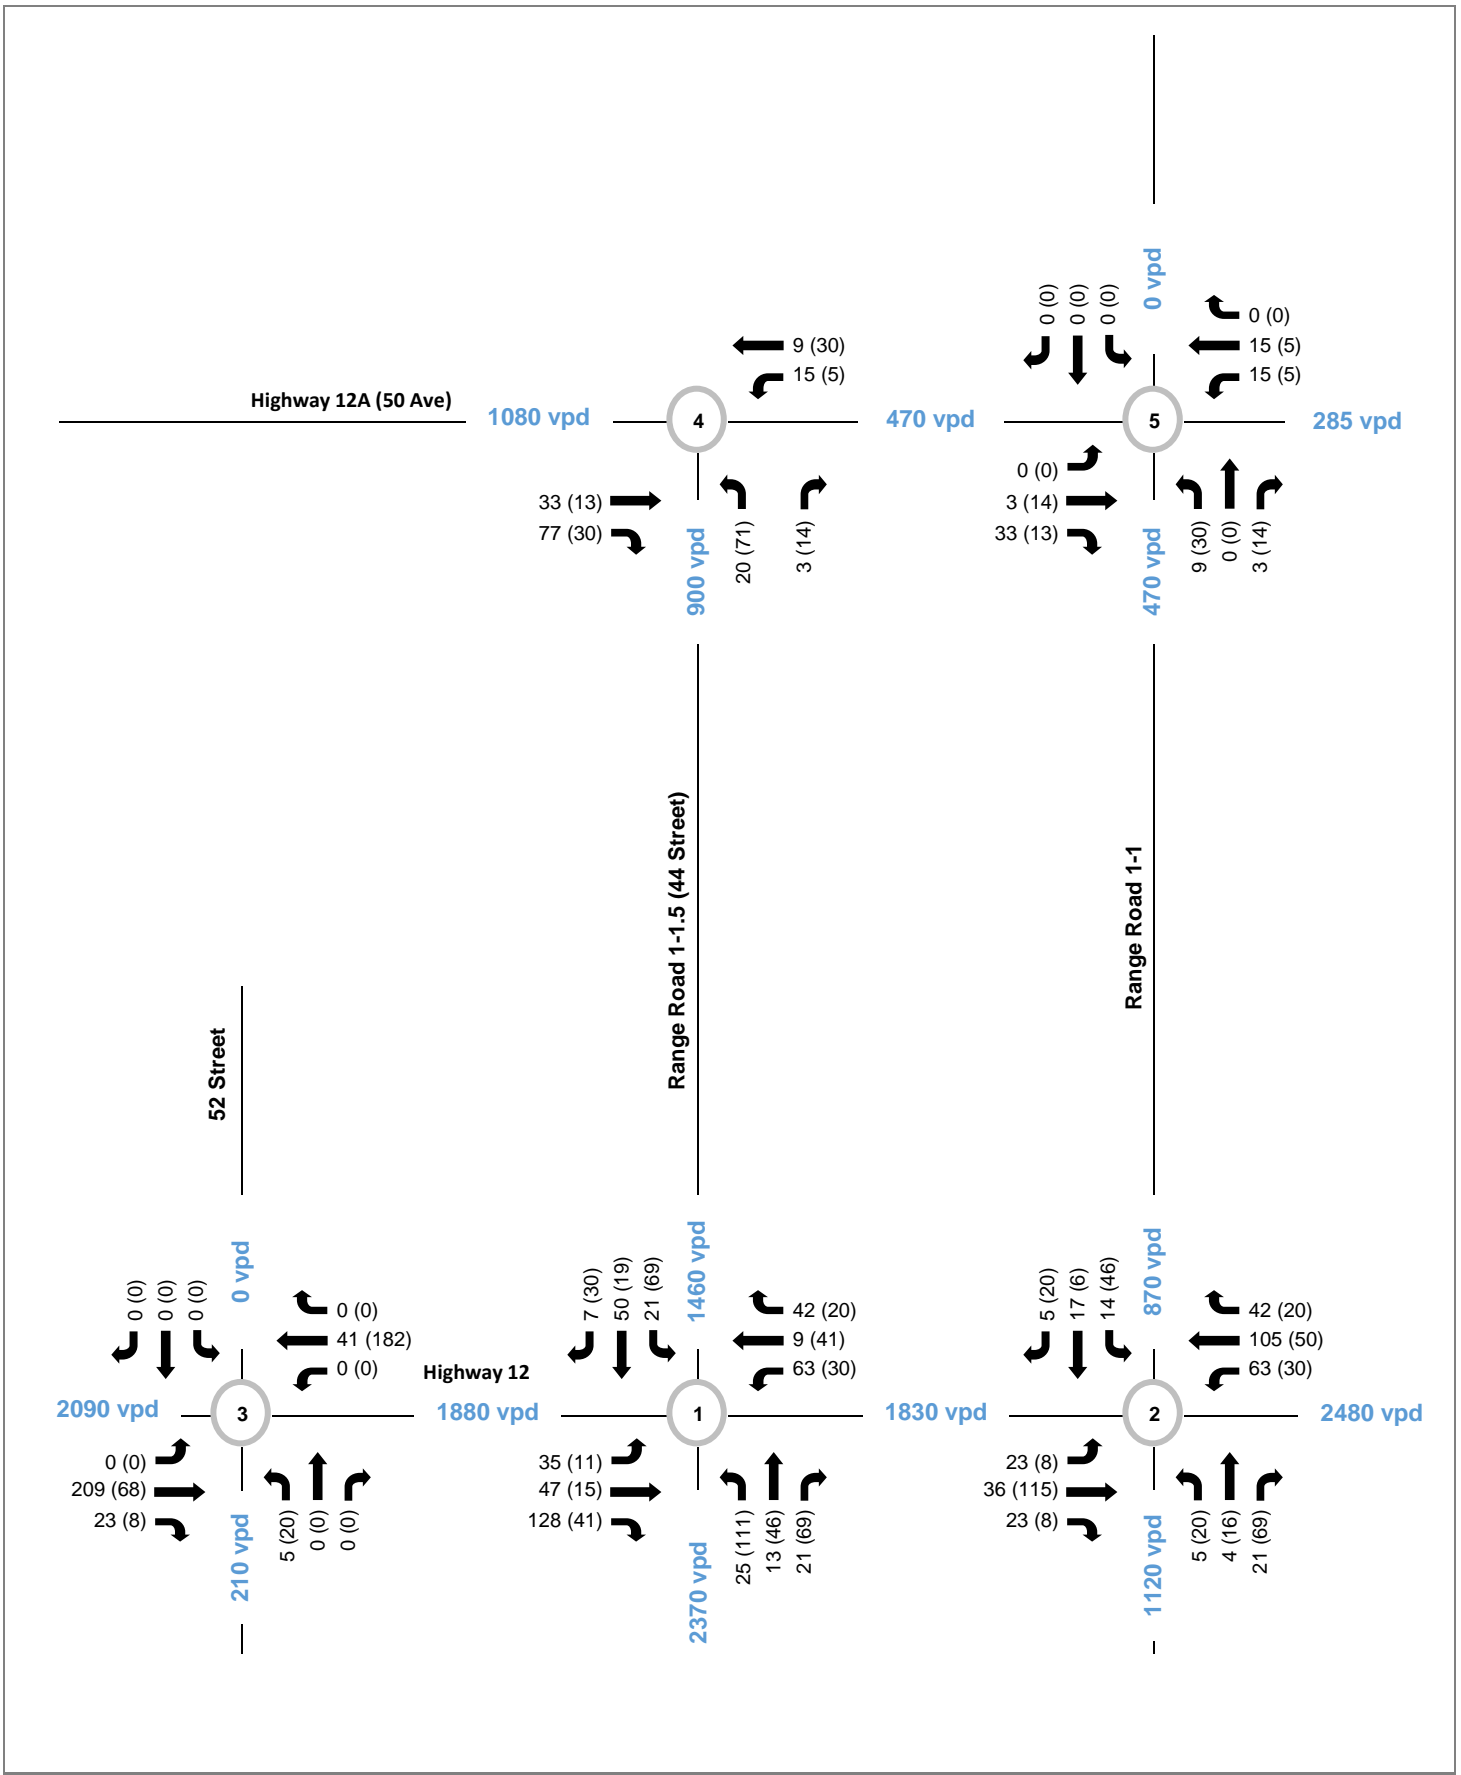 0 vpd
0 (0)
0 (0)
0 (0)
0 (0)
15 (5)
15 (5)
9 (30)
15 (5)
Highway 12A (50 Ave)
1080 vpd
4
470 vpd
5
285 vpd
33 (13)
77 (30)
900 vpd
20 (71)
3 (14)
0 (0)
3 (14)
33 (13)
470 vpd
9 (30)
0 (0)
3 (14)
Range Road 1-1.5 (44 Street)
Range Road 1-1
52 Street
0 (0)
0 (0)
0 (0)
0 vpd
0 (0)
41 (182)
0 (0)
7 (30)
50 (19)
21 (69)
1460 vpd
42 (20)
9 (41)
63 (30)
5 (20)
17 (6)
14 (46)
870 vpd
42 (20)
105 (50)
63 (30)
Highway 12
2090 vpd
3
1880 vpd
1
1830 vpd
2
2480 vpd
0 (0)
209 (68)
23 (8)
210 vpd
5 (20)
0 (0)
0 (0)
35 (11)
47 (15)
128 (41)
2370 vpd
25 (111)
13 (46)
21 (69)
23 (8)
36 (115)
23 (8)
1120 vpd
5 (20)
4 (16)
21 (69)